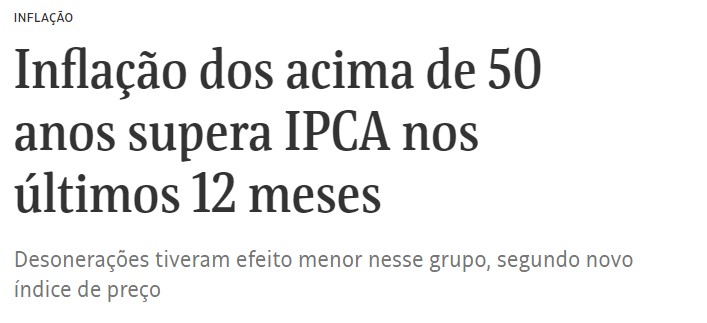 INFLAÇÃO
Inflação dos acima de 50
anos supera IPCA nos
últimos 12 meses
Desonerações tiveram efeito menor nesse grupo, segundo novo
índice de preço